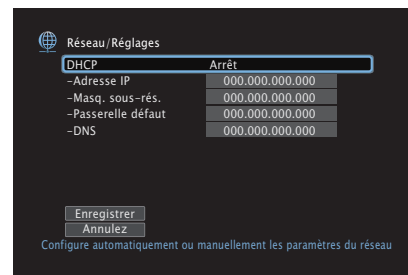 Réseau/Réglages
DHCP Arrêt
-Adresse IP 000.000.000.000
-Masq. sous-rés. 000.000.000.000
-Passerelle défaut 000.000.000.000
-DNS 000.000.000.000
Enregistrer
Annulez
Configure automatiquement ou manuellement les paramètres du réseau